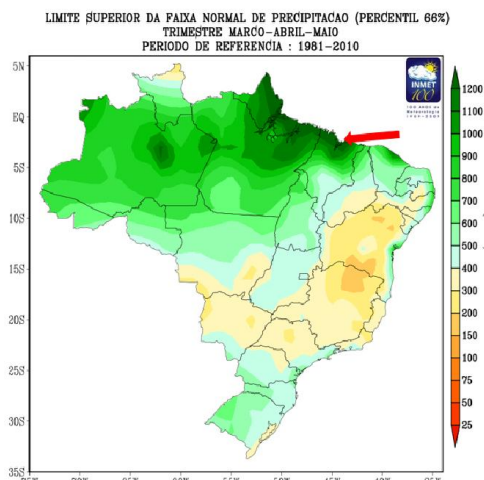 LIMITE SUPERIOR DA FAIXA NORMAL DE PRECIPITACAO (PERCENTIL 66%)
TRIMESTRE MARCO-ABRIL-MAIO
PERIODO DE REFERENCIA : 1981-2010
5N
EQ
5S
10S
15S
20S
25S
30S
35S
INMET
100
1200
1100
1000
900
800
700
600
500
400
300
200
150
100
75
50
25